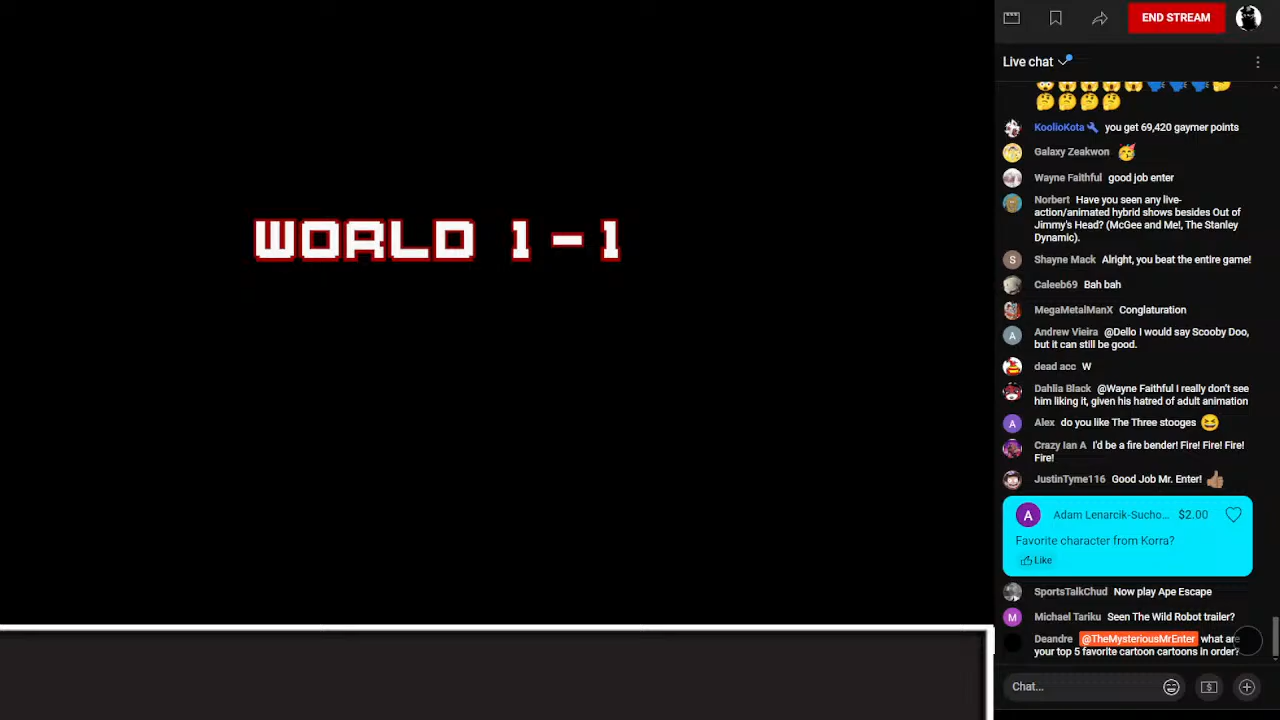 WORLD 1-1
END STREAM
Live chat
KoolioKota you get 69,420 gaymer points
Galaxy Zeakwon
Wayne Faithful good job enter
Norbert Have you seen any live-
action/animated hybrid shows besides Out of
Jimmy's Head? (McGee and Me!, The Stanley
Dynamic).
S
Shayne Mack Alright, you beat the entire game!
Caleeb69 Bah bah
MegaMetalManX Conglaturation
A
Andrew Vieira @Dello I would say Scooby Doo,
but it can still be good.
dead acc W
Dahlia Black @Wayne Faithful I really don't see
him liking it, given his hatred of adult animation
A
Alex do you like The Three stooges
Crazy Ian A I'd be a fire bender! Fire! Fire! Fire!
Fire!
JustinTyme116 Good Job Mr. Enter!
A
Adam Lenarcik-Sucho... $2.00
Favorite character from Korra?
Like
SportsTalkChud Now play Ape Escape
M
Michael Tariku Seen The Wild Robot trailer?
Deandre @TheMysteriousMrEnter what are
your top 5 favorite cartoon cartoons in order?
Chat...